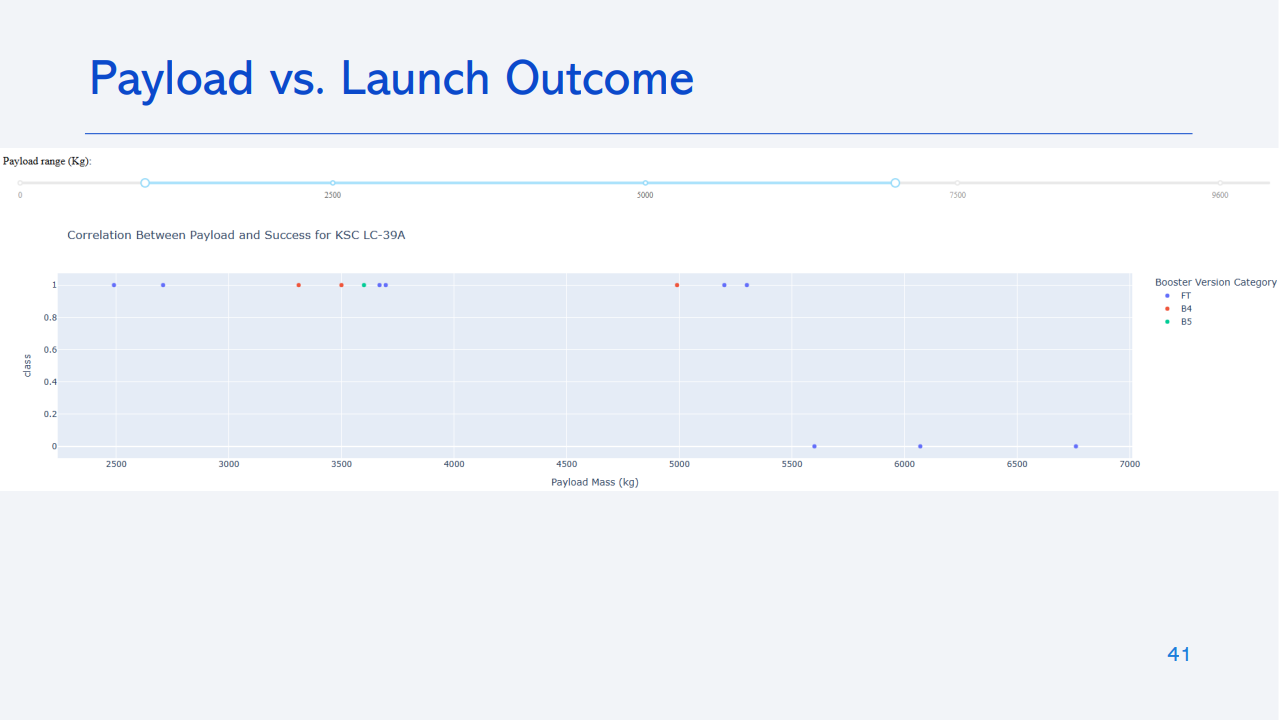 Payload vs. Launch Outcome
Payload range (Kg):
0 2500 5000 7500 9600
Correlation Between Payload and Success for KSC LC-39A
Booster Version Category
FT
B4
B5
class
1
0.8
0.6
0.4
0.2
0
2500 3000 3500 4000 4500 5000 5500 6000 6500 7000
Payload Mass (kg)
41